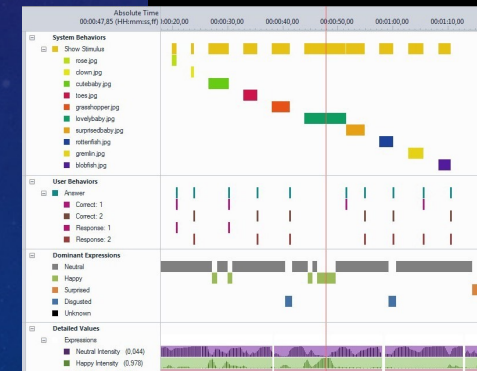 Absolute Time
00:00:47,85 (HH:mm:ss,ff) 1:00:20,00 00:00:30,00 00:00:40,00 00:00:50,00 00:01:00,00 00:01:10,00
System Behaviors
Show Stimulus
rose.jpg
clown.jpg
cutebaby.jpg
toes.jpg
grasshopper.jpg
lovelybaby.jpg
surprisedbaby.jpg
rottenfish.jpg
gremlin.jpg
blobfish.jpg
User Behaviors
Answer
Correct: 1
Correct: 2
Response: 1
Response: 2
Dominant Expressions
Neutral
Happy
Surprised
Disgusted
Unknown
Detailed Values
Expressions
Neutral Intensity (0,044)
Happy Intensity (0,978)